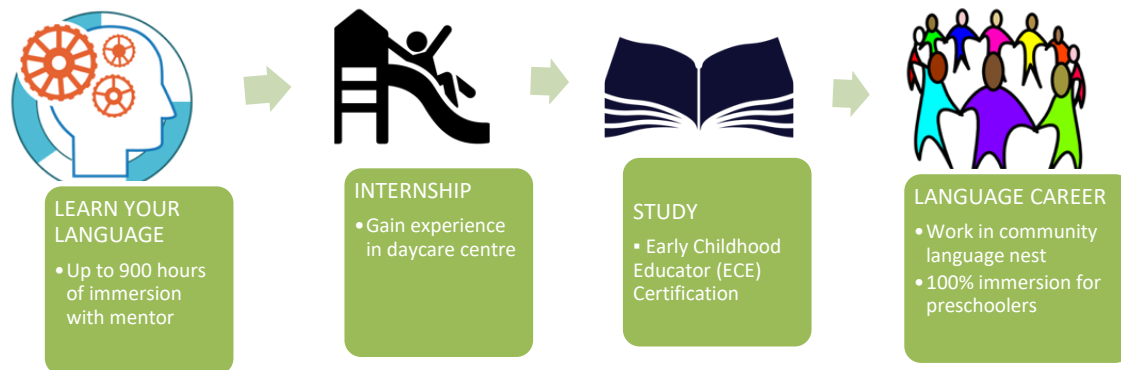 LEARN YOUR
LANGUAGE
•Up to 900 hours
of immersion
with mentor
INTERNSHIP
•Gain experience
in daycare centre
STUDY
▪ Early Childhood
Educator (ECE)
Certification
LANGUAGE CAREER
•Work in community
language nest
•100% immersion for
preschoolers